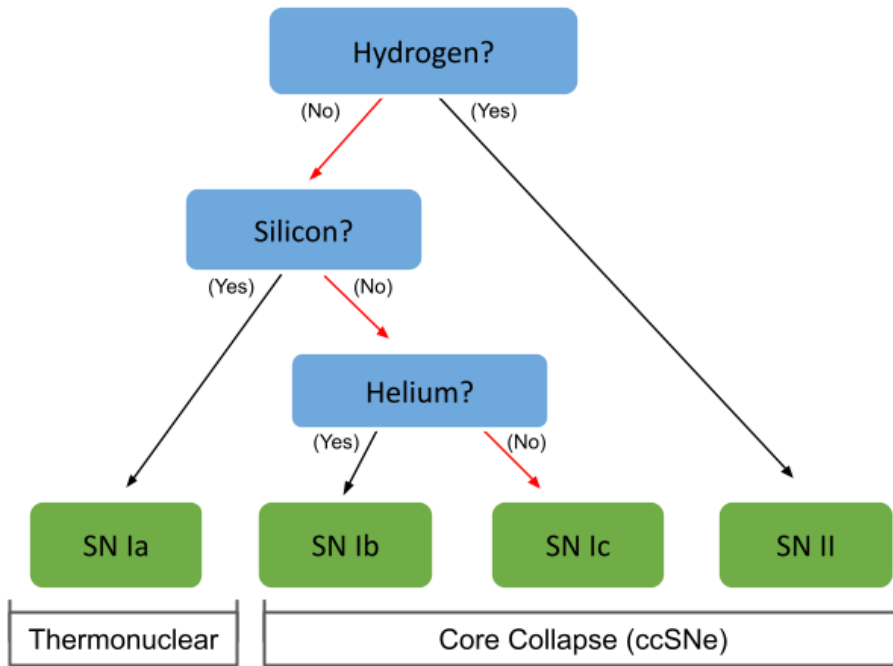 Hydrogen?
(No)
(Yes)
Silicon?
(Yes)
(No)
Helium?
(Yes)
(No)
SN Ia
SN Ib
SN Ic
SN II
Thermonuclear
Core Collapse (ccSNe)